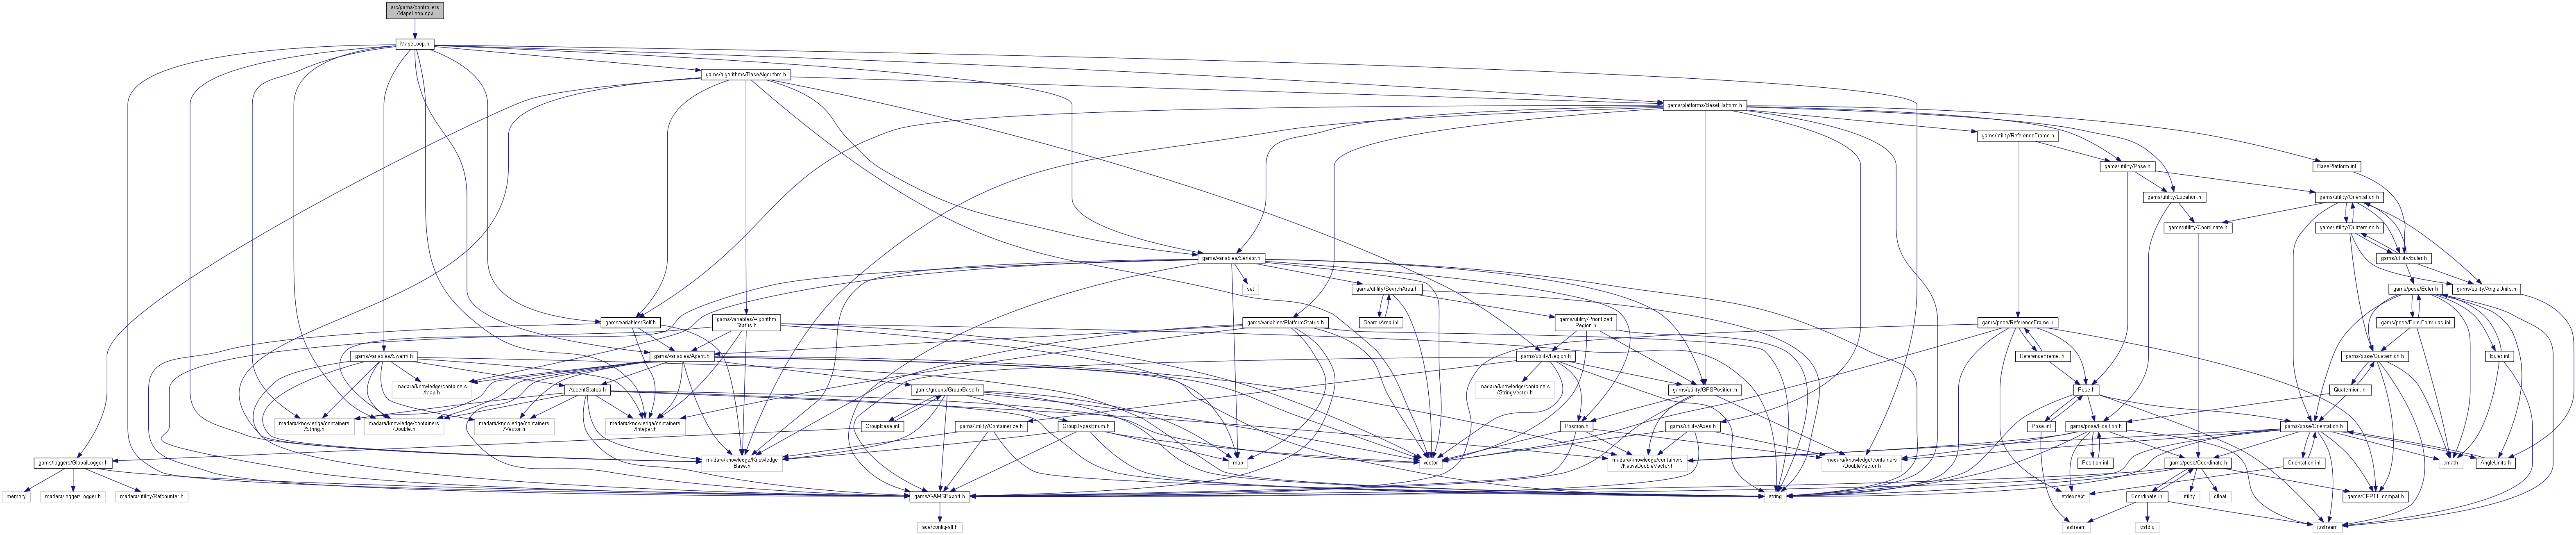 src/gams/controllers
/MapeLoop.cpp
MapeLoop.h
gams/algorithms/BaseAlgorithm.h
gams/platforms/BasePlatform.h
gams/utility/ReferenceFrame.h
gams/utility/Pose.h
BasePlatform.inl
gams/utility/Location.h
gams/utility/Orientation.h
gams/utility/Coordinate.h
gams/utility/Quaternion.h
gams/variables/Sensor.h
gams/utility/Euler.h
set
gams/utility/SearchArea.h
gams/pose/Euler.h
gams/utility/AngleUnits.h
gams/variables/Self.h
gams/variables/Algorithm
Status.h
gams/variables/PlatformStatus.h
SearchArea.inl
gams/utility/Prioritized
Region.h
gams/pose/ReferenceFrame.h
gams/pose/EulerFormulas.inl
gams/variables/Swarm.h
gams/variables/Agent.h
gams/utility/Region.h
ReferenceFrame.inl
gams/pose/Quaternion.h
Euler.inl
madara/knowledge/containers
/Map.h
AccentStatus.h
gams/groups/GroupBase.h
madara/knowledge/containers
/StringVector.h
gams/utility/GPSPosition.h
Pose.h
Quaternion.inl
madara/knowledge/containers
/String.h
madara/knowledge/containers
/Double.h
madara/knowledge/containers
/Vector.h
madara/knowledge/containers
/Integer.h
GroupBase.inl
gams/utility/Containerize.h
GroupTypesEnum.h
Position.h
gams/utility/Axes.h
Pose.inl
gams/pose/Position.h
gams/pose/Orientation.h
gams/loggers/GlobalLogger.h
madara/knowledge/Knowledge
Base.h
map
vector
madara/knowledge/containers
/NativeDoubleVector.h
madara/knowledge/containers
/DoubleVector.h
Position.inl
gams/pose/Coordinate.h
Orientation.inl
cmath
AngleUnits.h
memory
madara/logger/Logger.h
madara/utility/Refcounter.h
gams/GAMSExport.h
string
stdexcept
Coordinate.inl
utility
cfloat
gams/CPP11_compat.h
ace/config-all.h
sstream
cstdio
iostream